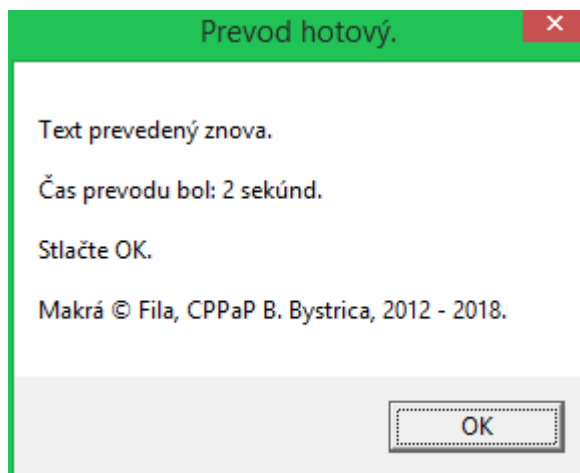 Prevod hotový.
Text prevedený znova.
Čas prevodu bol: 2 sekúnd.
Stlačte OK.
Makrá © Fila, CPPaP B. Bystrica, 2012 - 2018.
OK